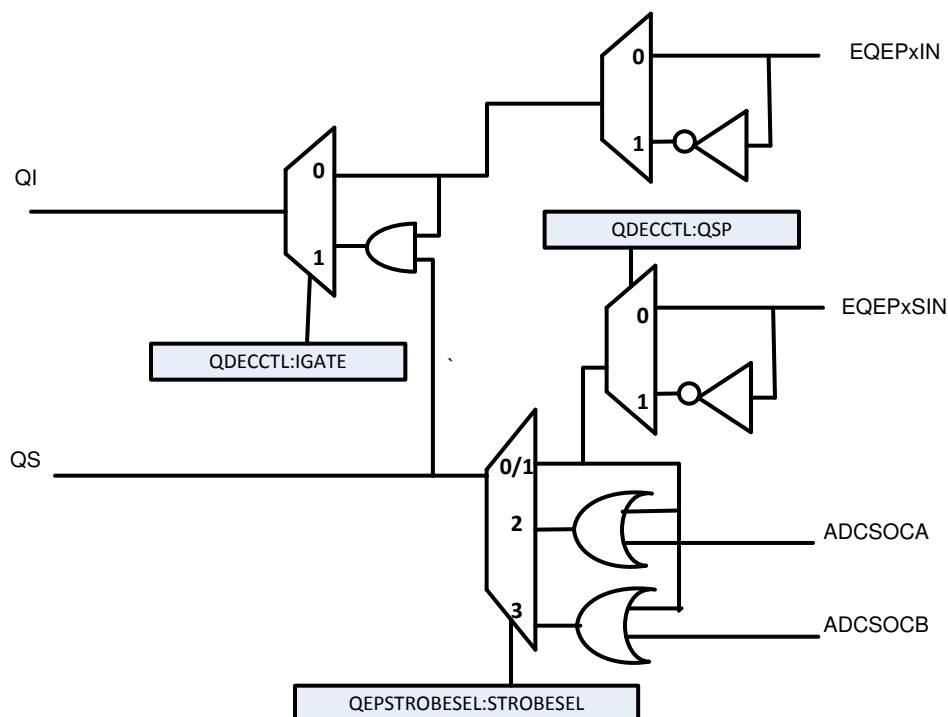 0
EQEPxIN
1
0
QI
1
QDECCTL:QSP
0
EQEPxSIN
QDECCTL:IGATE
`
1
QS
0/1
2
ADCSOCA
3
ADCSOCB
QEPSTROBESEL:STROBESEL